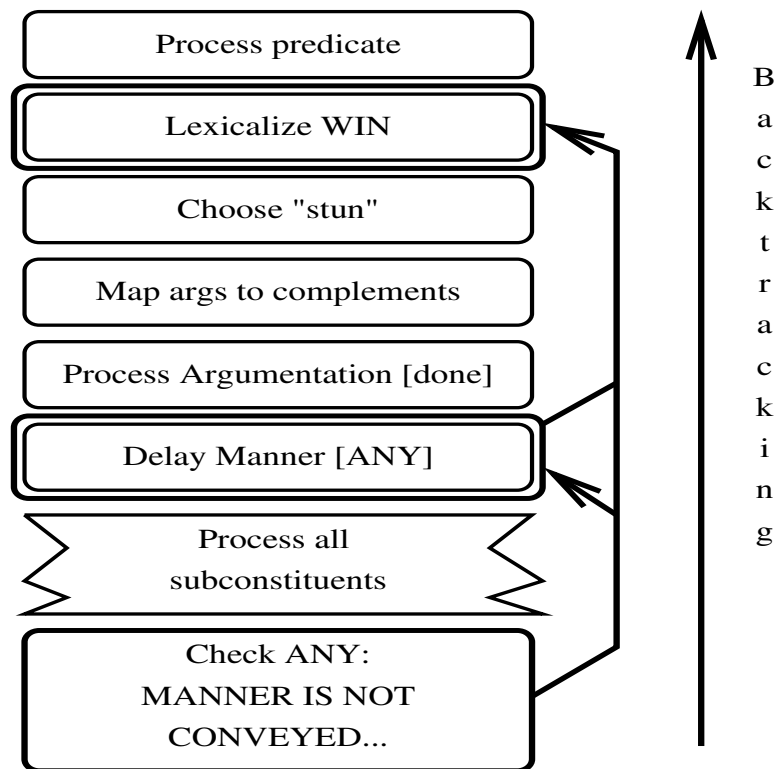 Process predicate
Lexicalize WIN
Choose "stun"
Map args to complements
Process Argumentation [done]
Delay Manner [ANY]
Process all
subconstituents
Check ANY:
MANNER IS NOT
CONVEYED...
Backtracking